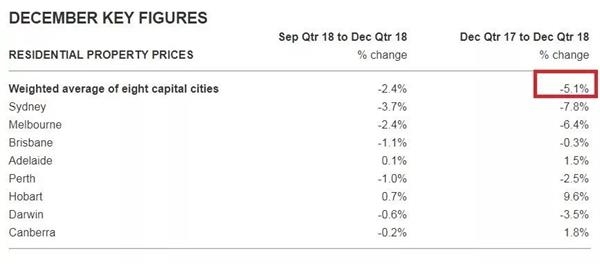 DECEMBER KEY FIGURES
Sep Qtr 18 to Dec Qtr 18 Dec Qtr 17 to Dec Qtr 18
RESIDENTIAL PROPERTY PRICES % change % change
Weighted average of eight capital cities -2.4% -5.1%
Sydney -3.7% -7.8%
Melbourne -2.4% -6.4%
Brisbane -1.1% -0.3%
Adelaide 0.1% 1.5%
Perth -1.0% -2.5%
Hobart 0.7% 9.6%
Darwin -0.6% -3.5%
Canberra -0.2% 1.8%